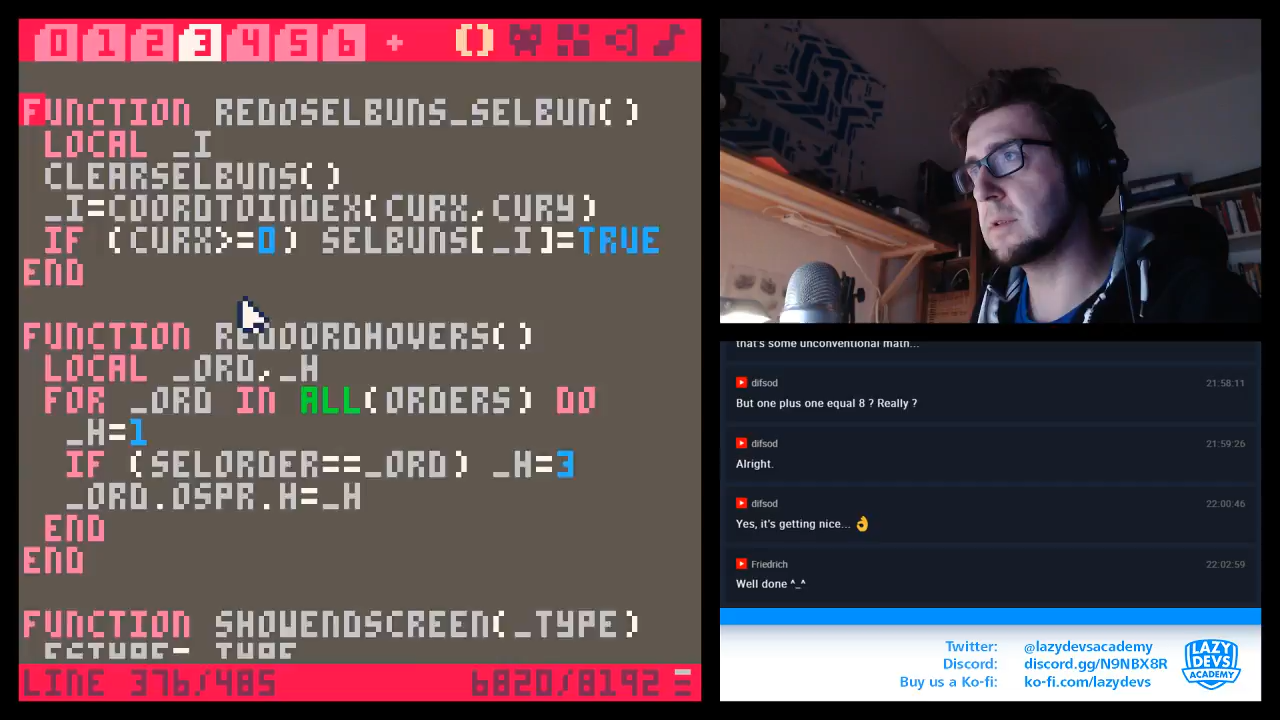 0 1 2 3 4 5 6 +
FUNCTION REDOSELBUNS_SELBUN()
LOCAL _I
CLEARSELBUNS()
_I=COORDTOINDEX(CURX,CURY)
IF (CURX>=0) SELBUNS[_I]=TRUE
END
FUNCTION REDOORDHOVERS()
LOCAL _ORD,_H
FOR _ORD IN ALL(ORDERS) DO
_H=1
IF (SELORDER==_ORD) _H=3
_ORD.OSPR.H=_H
END
END
FUNCTION SHOWENDSCREEN(_TYPE)
LINE 376/485 6820/8192
that's some unconventional math...
difsod 21:58:11
But one plus one equal 8 ? Really ?
difsod 21:59:26
Alright.
difsod 22:00:46
Yes, it's getting nice... 👌
Friedrich 22:02:59
Well done ^_^
Twitter: @lazydevsacademy
Discord: discord.gg/N9NBX8R
Buy us a Ko-fi: ko-fi.com/lazydevs
LAZY
DEVS
ACADEMY